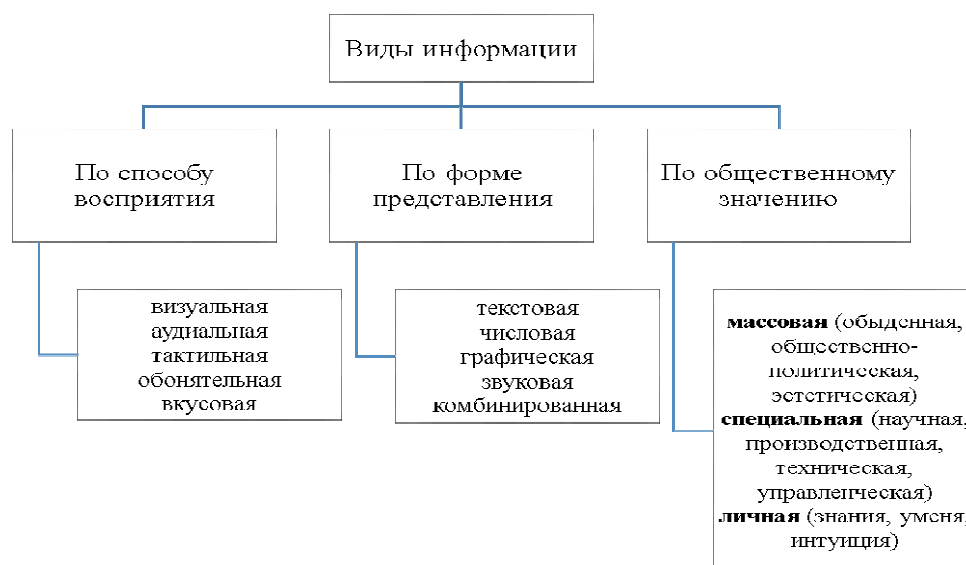 Виды информации
По способу
восприятия
По форме
представления
По общественному
значению
визуальная
аудиальная
тактильная
обонятельная
вкусовая
текстовая
числовая
графическая
звуковая
комбинированная
массовая (обыденная,
общественно-
политическая,
эстетическая)
специальная (научная,
производственная,
техническая,
управленческая)
личная (знания, умения,
интуиция)